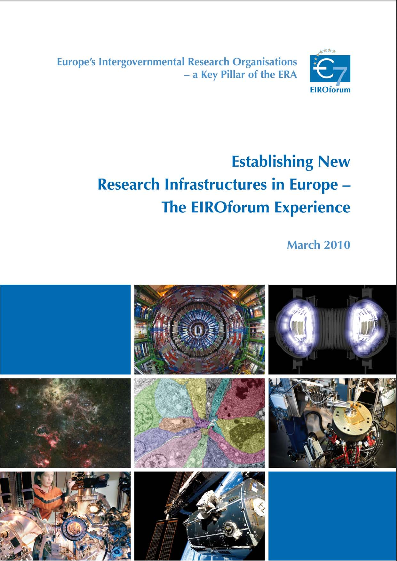 Europe's Intergovernmental Research Organisations
– a Key Pillar of the ERA
€7
EIROforum
Establishing New
Research Infrastructures in Europe –
The EIROforum Experience
March 2010